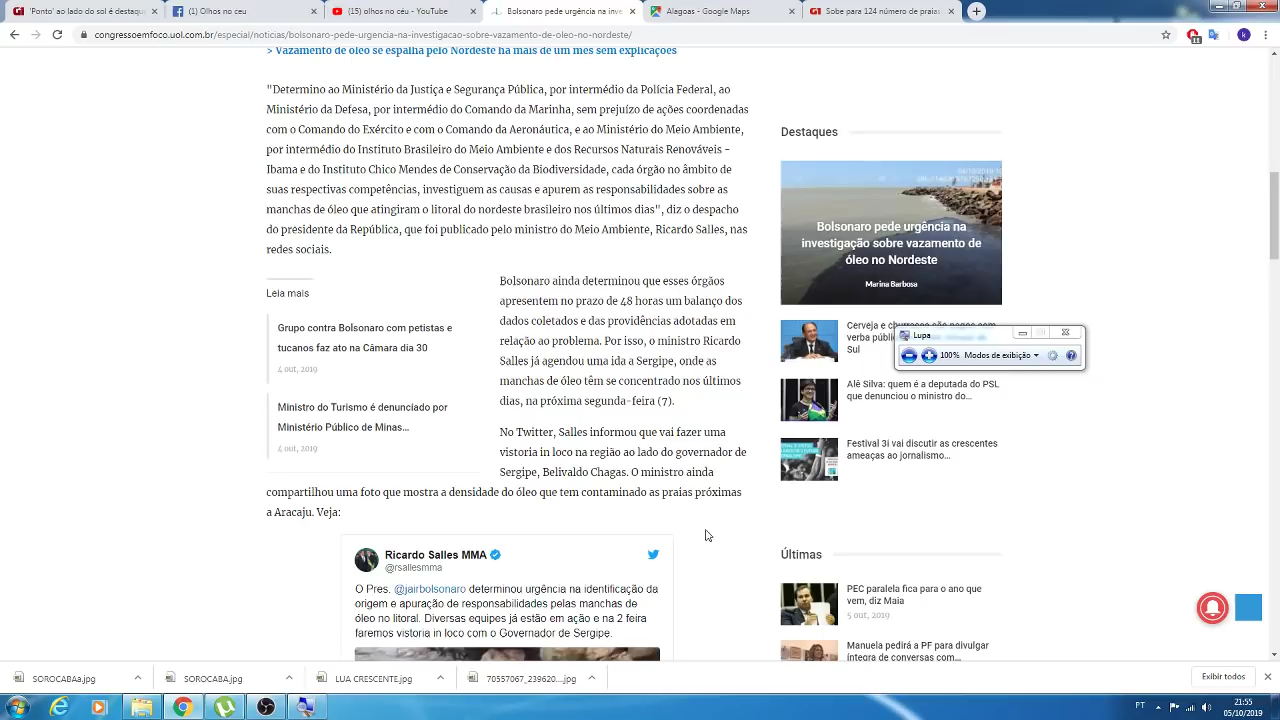 'Ponto' ao lado do sol é destaque
(1) Olhos no ceu
(15) olhos no céu - YouTube
Bolsonaro pede urgência na inve
Alagoas - Google Maps
Sobe para 124 número de praias
congressoemfoco.uol.com.br/especial/noticias/bolsonaro-pede-urgencia-na-investigacao-sobre-vazamento-de-oleo-no-nordeste/
11
k
> Vazamento de óleo se espalha pelo Nordeste há mais de um mês sem explicações
"Determino ao Ministério da Justiça e Segurança Pública, por intermédio da Polícia Federal, ao
Ministério da Defesa, por intermédio do Comando da Marinha, sem prejuízo de ações coordenadas
com o Comando do Exército e com o Comando da Aeronáutica, e ao Ministério do Meio Ambiente,
por intermédio do Instituto Brasileiro do Meio Ambiente e dos Recursos Naturais Renováveis -
Ibama e do Instituto Chico Mendes de Conservação da Biodiversidade, cada órgão no âmbito de
suas respectivas competências, investiguem as causas e apurem as responsabilidades sobre as
manchas de óleo que atingiram o litoral do nordeste brasileiro nos últimos dias", diz o despacho
do presidente da República, que foi publicado pelo ministro do Meio Ambiente, Ricardo Salles, nas
redes sociais.
Leia mais
Grupo contra Bolsonaro com petistas e
tucanos faz ato na Câmara dia 30
4 out, 2019
Ministro do Turismo é denunciado por
Ministério Público de Minas...
4 out, 2019
Bolsonaro ainda determinou que esses órgãos
apresentem no prazo de 48 horas um balanço dos
dados coletados e das providências adotadas em
relação ao problema. Por isso, o ministro Ricardo
Salles já agendou uma ida a Sergipe, onde as
manchas de óleo têm se concentrado nos últimos
dias, na próxima segunda-feira (7).
No Twitter, Salles informou que vai fazer uma
vistoria in loco na região ao lado do governador de
Sergipe, Belivaldo Chagas. O ministro ainda
compartilhou uma foto que mostra a densidade do óleo que tem contaminado as praias próximas
a Aracaju. Veja:
Ricardo Salles MMA
@rsallesmma
O Pres. @jairbolsonaro determinou urgência na identificação da
origem e apuração de responsabilidades pelas manchas de
óleo no litoral. Diversas equipes já estão em ação e na 2 feira
faremos vistoria in loco com o Governador de Sergipe.
Destaques
Bolsonaro pede urgência na
investigação sobre vazamento de
óleo no Nordeste
Marina Barbosa
Cerveja e churrasco são pagos com
verba públi
Sul
Lupa
100% Modos de exibição
Alê Silva: quem é a deputada do PSL
que denunciou o ministro do...
Festival 3i vai discutir as crescentes
ameaças ao jornalismo...
Últimas
PEC paralela fica para o ano que
vem, diz Maia
5 out, 2019
Manuela pedirá a PF para divulgar
íntegra de conversas com...
SOROCABAa.jpg
SOROCABA.jpg
LUA CRESCENTE.jpg
70557067_239620....jpg
Exibir todos
PT
21:55
05/10/2019